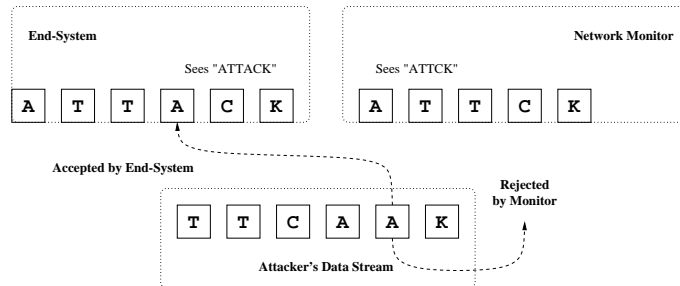 End-System
Network Monitor
Sees "ATTACK"
Sees "ATTCK"
A T T A C K
A T T C K
Accepted by End-System
Rejected
by Monitor
T T C A A K
Attacker's Data Stream